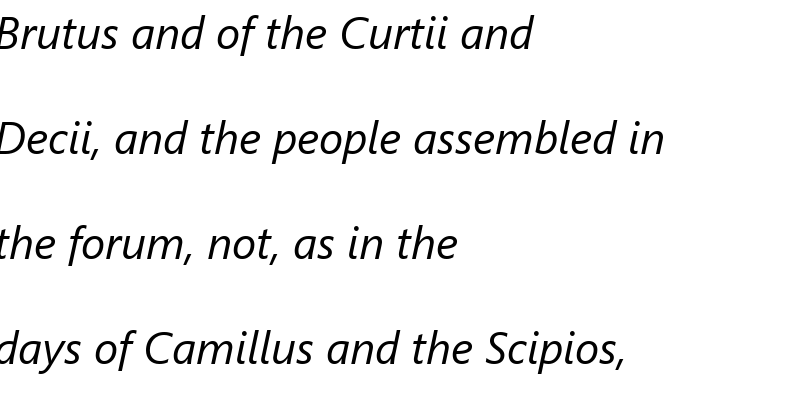 Brutus and of the Curtii and
Decii, and the people assembled in
the forum, not, as in the
days of Camillus and the Scipios,